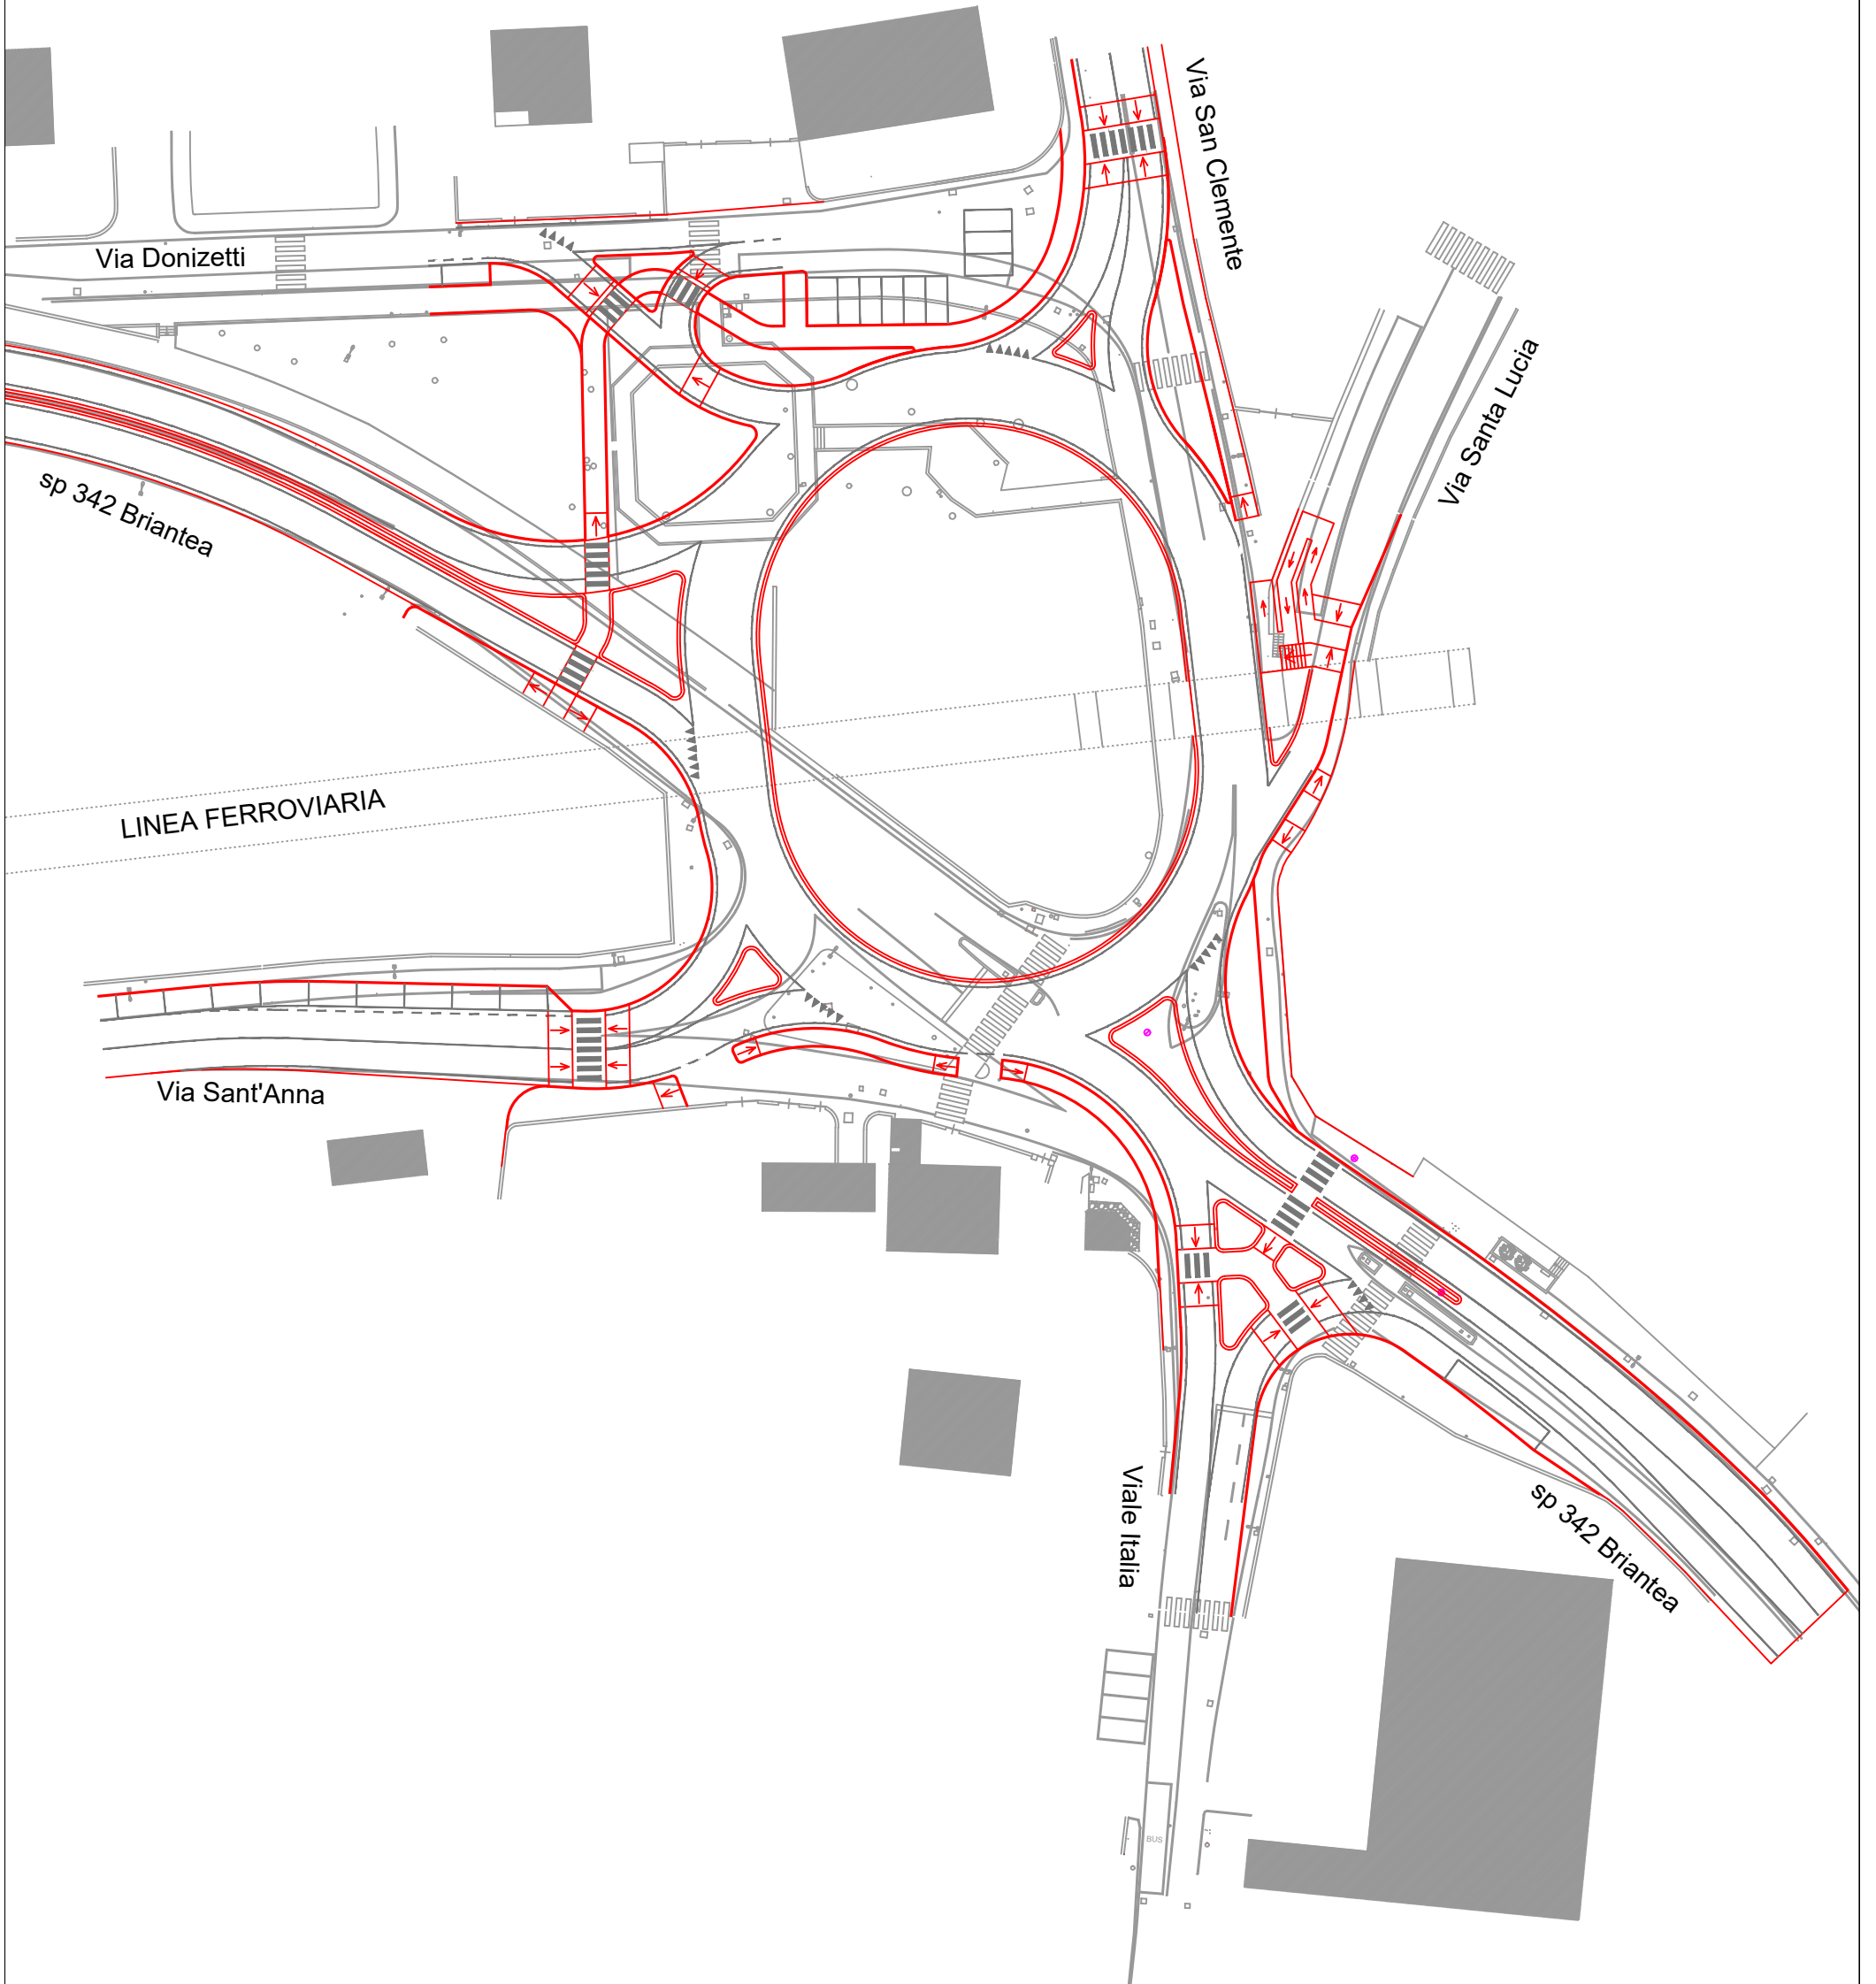 Via San Clemente
Via Donizetti
Via Santa Lucia
sp 342 Briantea
LINEA FERROVIARIA
Via Sant'Anna
Viale Italia
sp 342 Briantea
BUS